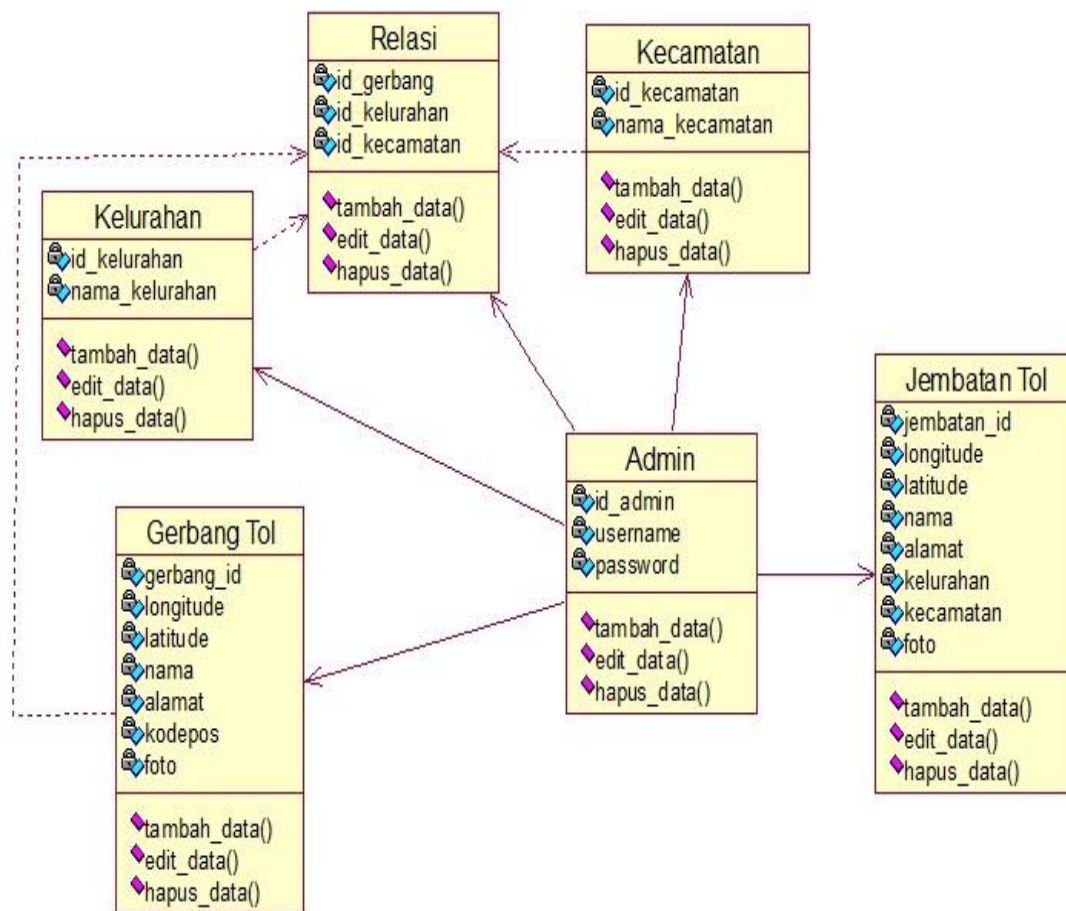 Relasi
id_gerbang
id_kelurahan
id_kecamatan
tambah_data()
edit_data()
hapus_data()
Kecamatan
id_kecamatan
nama_kecamatan
tambah_data()
edit_data()
hapus_data()
Kelurahan
id_kelurahan
nama_kelurahan
tambah_data()
edit_data()
hapus_data()
Jembatan Tol
jembatan_id
longitude
latitude
nama
alamat
kelurahan
kecamatan
foto
tambah_data()
edit_data()
hapus_data()
Admin
id_admin
username
password
tambah_data()
edit_data()
hapus_data()
Gerbang Tol
gerbang_id
longitude
latitude
nama
alamat
kodepos
foto
tambah_data()
edit_data()
hapus_data()